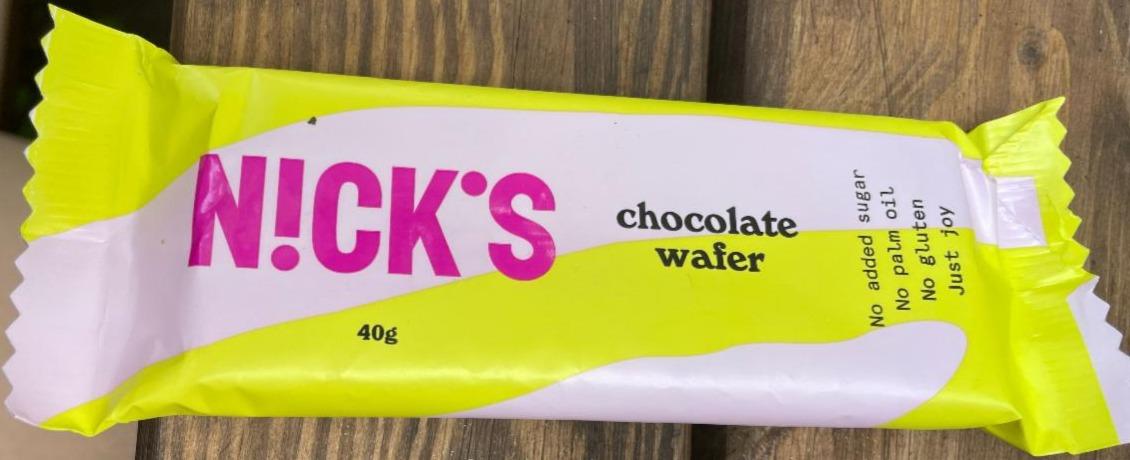 N!CK'S
chocolate
wafer
40g
No added sugar
No palm oil
No gluten
Just joy